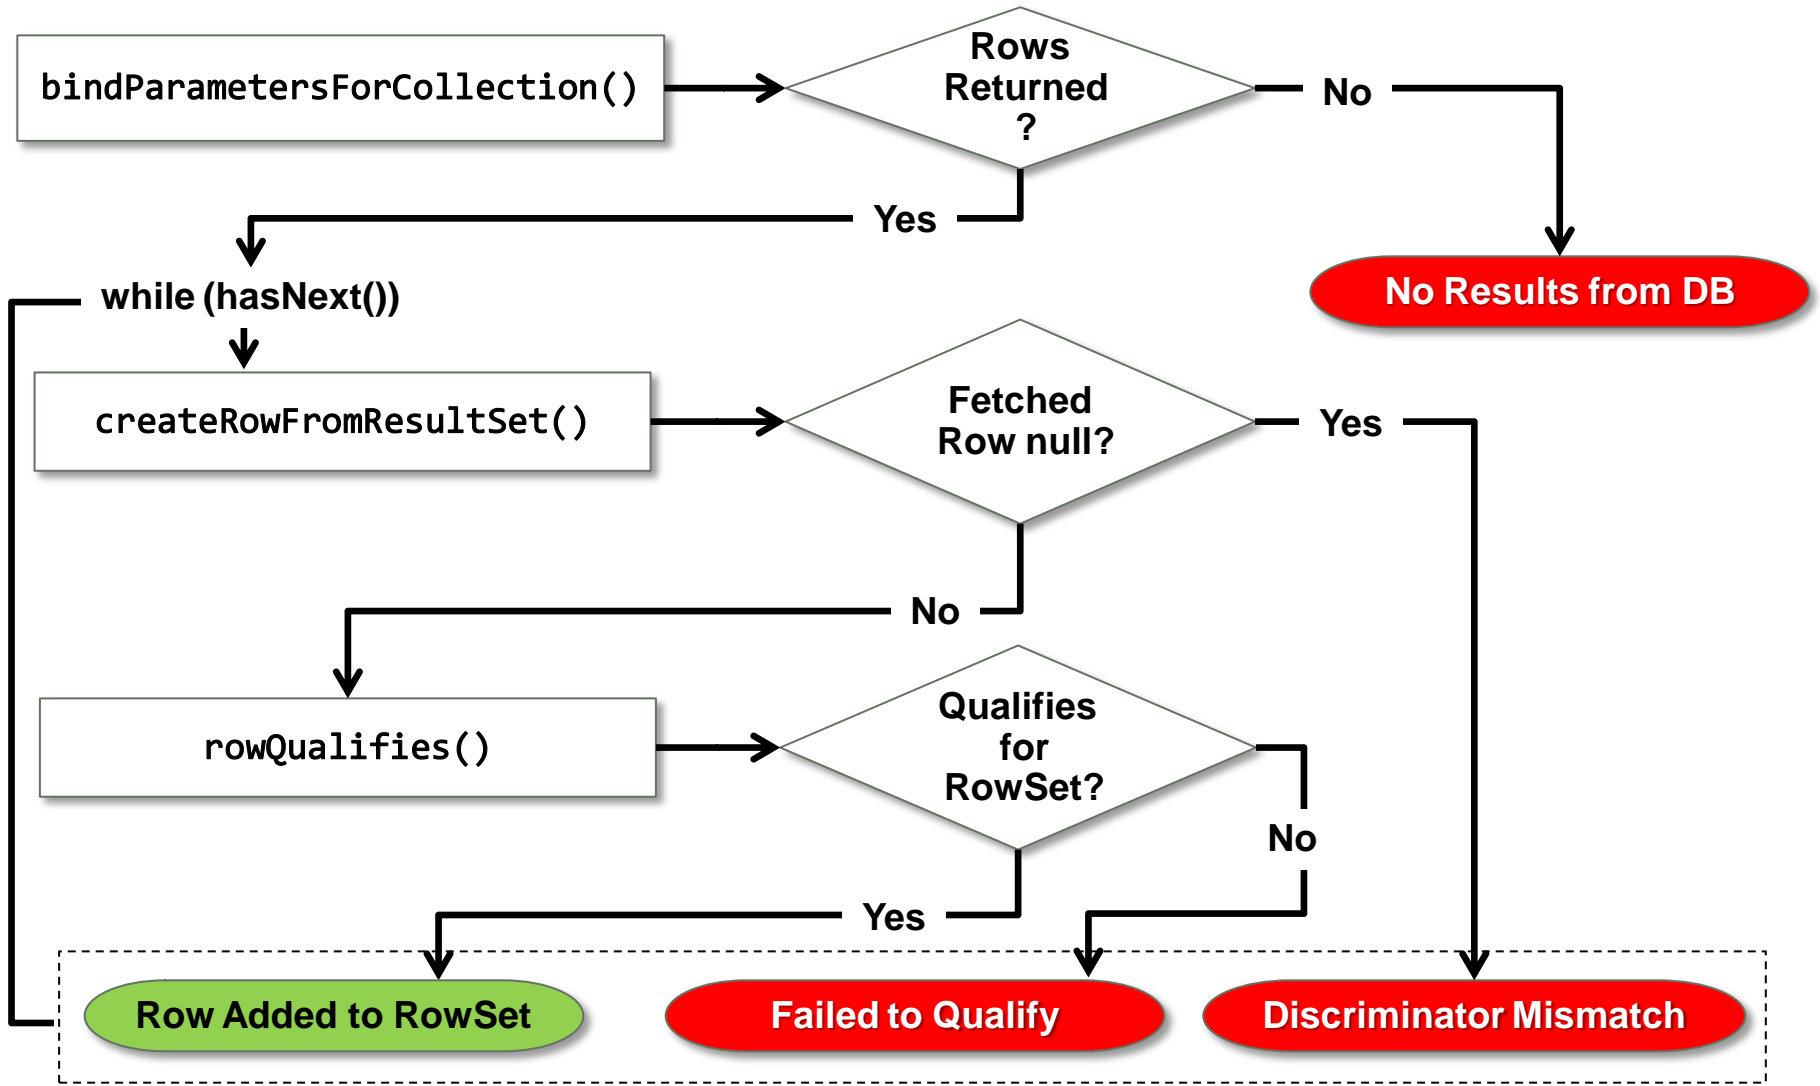 bindParametersForCollection()
Rows
Returned
?
No
Yes
No Results from DB
while (hasNext())
createRowFromResultSet()
Fetched
Row null?
Yes
No
rowQualifies()
Qualifies
for
RowSet?
No
Yes
Row Added to RowSet
Failed to Qualify
Discriminator Mismatch